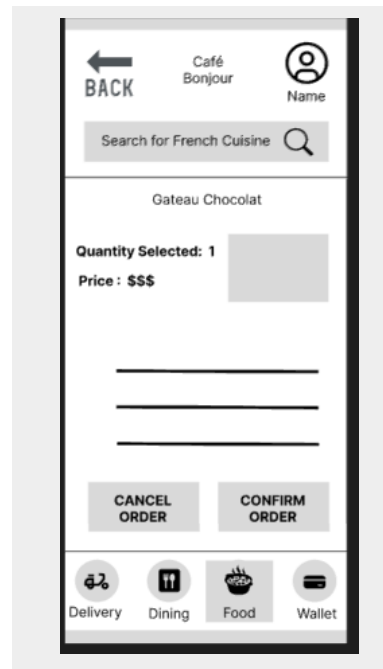 BACK
Café
Bonjour
Name
Search for French Cuisine
Gateau Chocolat
Quantity Selected: 1
Price : $$$
CANCEL
ORDER
CONFIRM
ORDER
Delivery
Dining
Food
Wallet